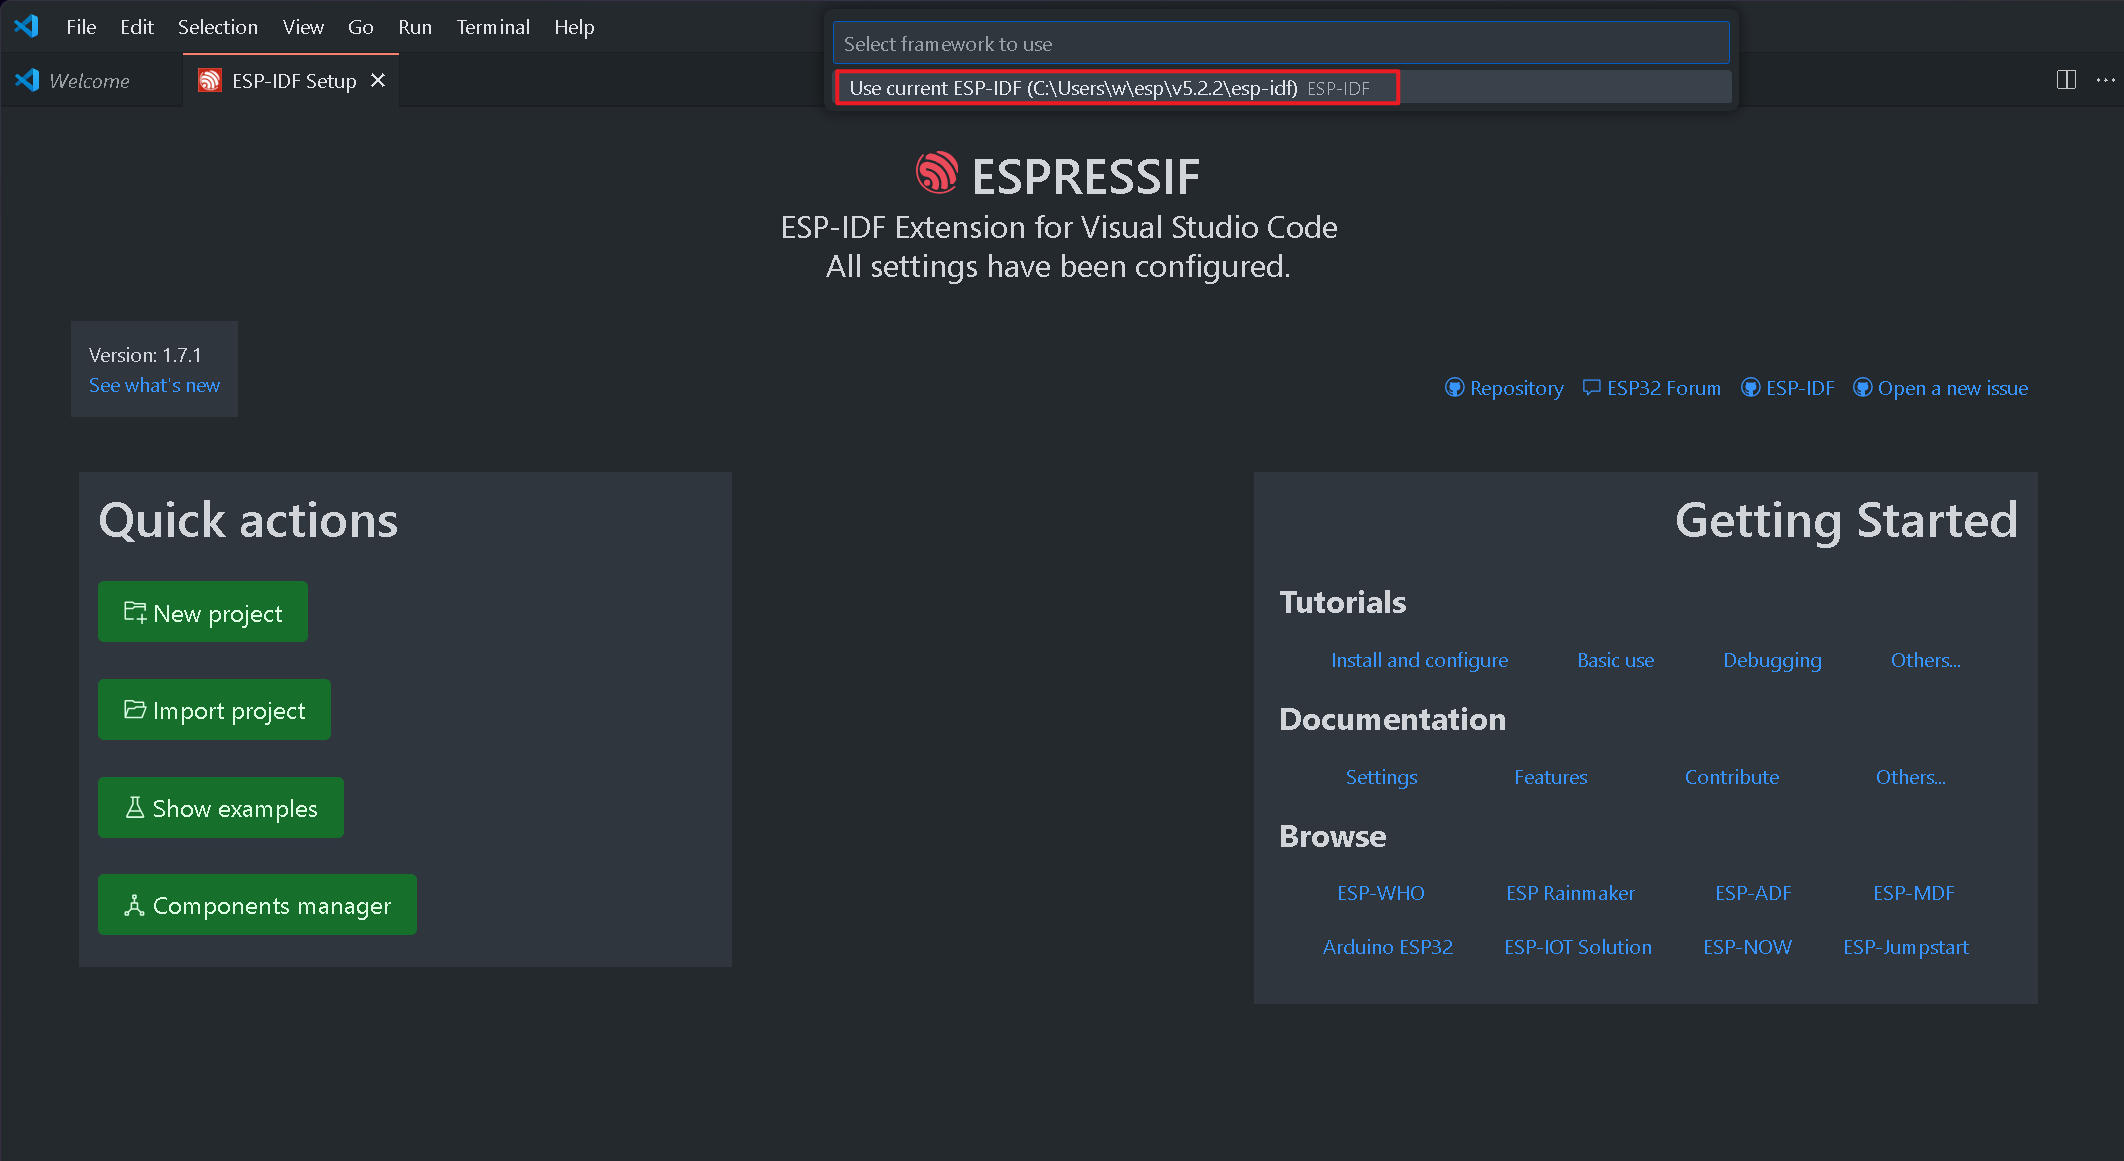 File Edit Selection View Go Run Terminal Help
Select framework to use
Use current ESP-IDF (C:\Users\w\esp\v5.2.2\esp-idf) ESP-IDF
Welcome
ESP-IDF Setup
ESPRESSIF
ESP-IDF Extension for Visual Studio Code
All settings have been configured.
Version: 1.7.1
See what's new
Repository ESP32 Forum ESP-IDF Open a new issue
Quick actions
New project
Import project
Show examples
Components manager
Getting Started
Tutorials
Install and configure Basic use Debugging Others...
Documentation
Settings Features Contribute Others...
Browse
ESP-WHO ESP Rainmaker ESP-ADF ESP-MDF
Arduino ESP32 ESP-IOT Solution ESP-NOW ESP-Jumpstart